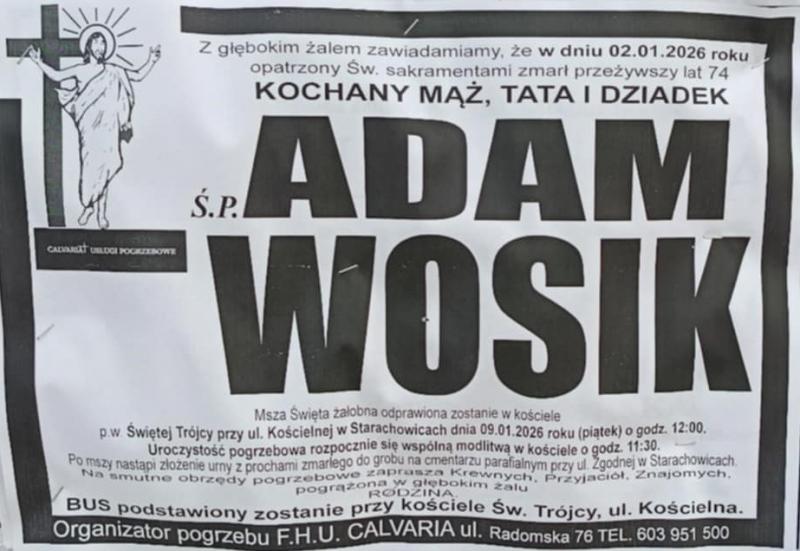 Z głębokim żalem zawiadamiamy, że w dniu 02.01.2026 roku
opatrzony Św. sakramentami zmarł przeżywszy lat 74
KOCHANY MĄŻ, TATA I DZIADEK
Ś.P. ADAM
WOSIK
CALVARIA USŁUGI POGRZEBOWE
Msza Święta żałobna odprawiona zostanie w kościele
p.w. Świętej Trójcy przy ul. Kościelnej w Starachowicach dnia 09.01.2026 roku (piątek) o godz. 12:00.
Uroczystość pogrzebowa rozpocznie się wspólną modlitwą w kościele o godz. 11:30.
Po mszy nastąpi złożenie urny z prochami zmarłego do grobu na cmentarzu parafialnym przy ul. Zgodnej w Starachowicach.
Na smutne obrzędy pogrzebowe zaprasza Krewnych, Przyjaciół, Znajomych,
pogrążona w głębokim żalu
RODZINA.
BUS podstawiony zostanie przy kościele Św. Trójcy, ul. Kościelna.
Organizator pogrzebu F.H.U. CALVARIA ul. Radomska 76 TEL. 603 951 500